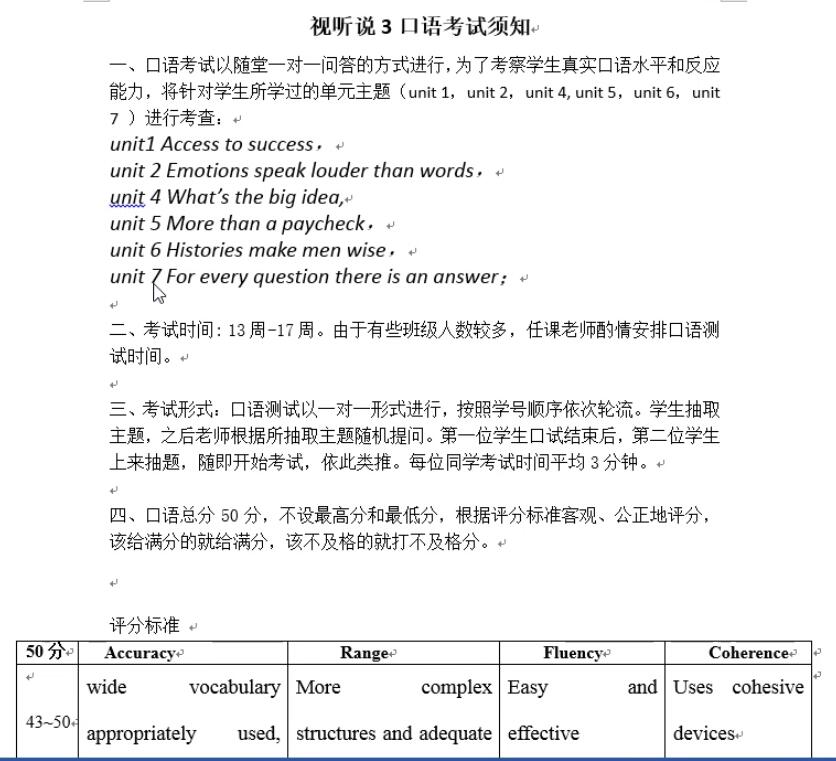 视听说 3 口语考试须知
一、口语考试以随堂一对一问答的方式进行,为了考察学生真实口语水平和反应
能力，将针对学生所学过的单元主题（unit 1，unit 2，unit 4, unit 5，unit 6，unit
7 ）进行考查：
unit1 Access to success，
unit 2 Emotions speak louder than words，
unit 4 What’s the big idea,
unit 5 More than a paycheck，
unit 6 Histories make men wise，
unit 7 For every question there is an answer；
二、考试时间: 13 周-17 周。由于有些班级人数较多，任课老师酌情安排口语测
试时间。
三、考试形式：口语测试以一对一形式进行，按照学号顺序依次轮流。学生抽取
主题，之后老师根据所抽取主题随机提问。第一位学生口试结束后，第二位学生
上来抽题，随即开始考试，依此类推。每位同学考试时间平均 3 分钟。
四、口语总分 50 分，不设最高分和最低分，根据评分标准客观、公正地评分，
该给满分的就给满分，该不及格的就打不及格分。
评分标准
50 分 Accuracy Range Fluency Coherence
wide vocabulary More complex Easy and Uses cohesive
43~50 appropriately used, structures and adequate effective devices